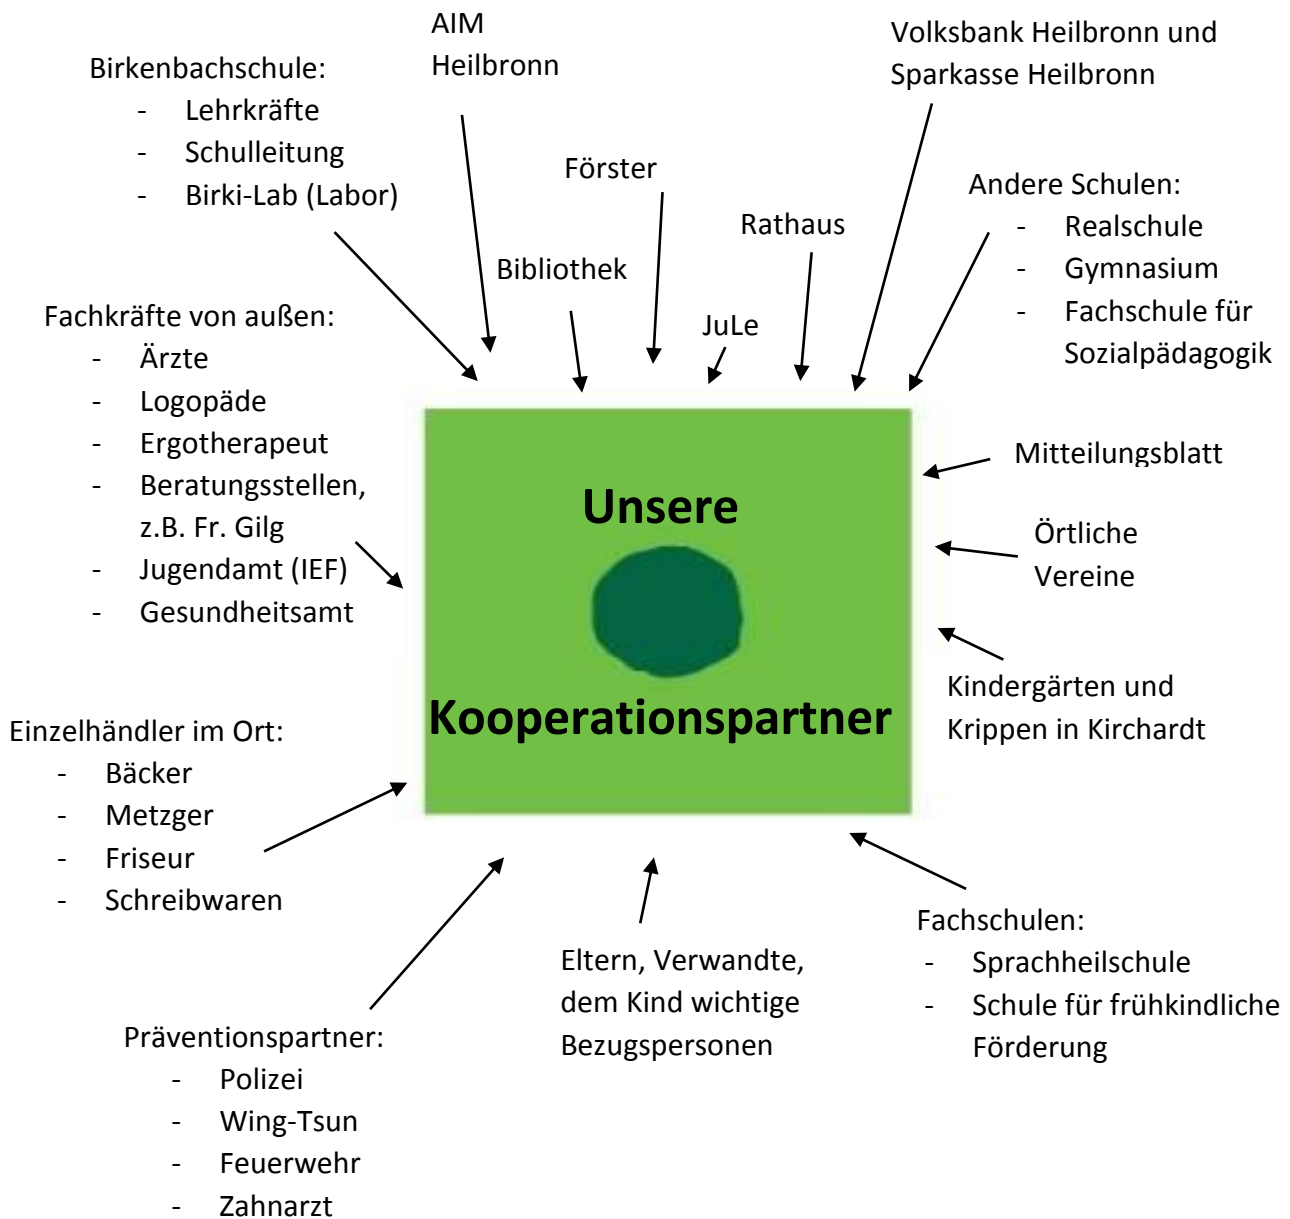 AIM
Heilbronn
Volksbank Heilbronn und
Sparkasse Heilbronn
Birkenbachschule:
- Lehrkräfte
- Schulleitung
- Birki-Lab (Labor)
Förster
Andere Schulen:
- Realschule
- Gymnasium
- Fachschule für
Sozialpädagogik
Rathaus
Bibliothek
JuLe
Fachkräfte von außen:
- Ärzte
- Logopäde
- Ergotherapeut
- Beratungsstellen,
z.B. Fr. Gilg
- Jugendamt (IEF)
- Gesundheitsamt
Mitteilungsblatt
Örtliche
Vereine
Unsere
Kooperationspartner
Kindergärten und
Krippen in Kirchardt
Einzelhändler im Ort:
- Bäcker
- Metzger
- Friseur
- Schreibwaren
Fachschulen:
- Sprachheilschule
- Schule für frühkindliche
Förderung
Eltern, Verwandte,
dem Kind wichtige
Bezugspersonen
Präventionspartner:
- Polizei
- Wing-Tsun
- Feuerwehr
- Zahnarzt